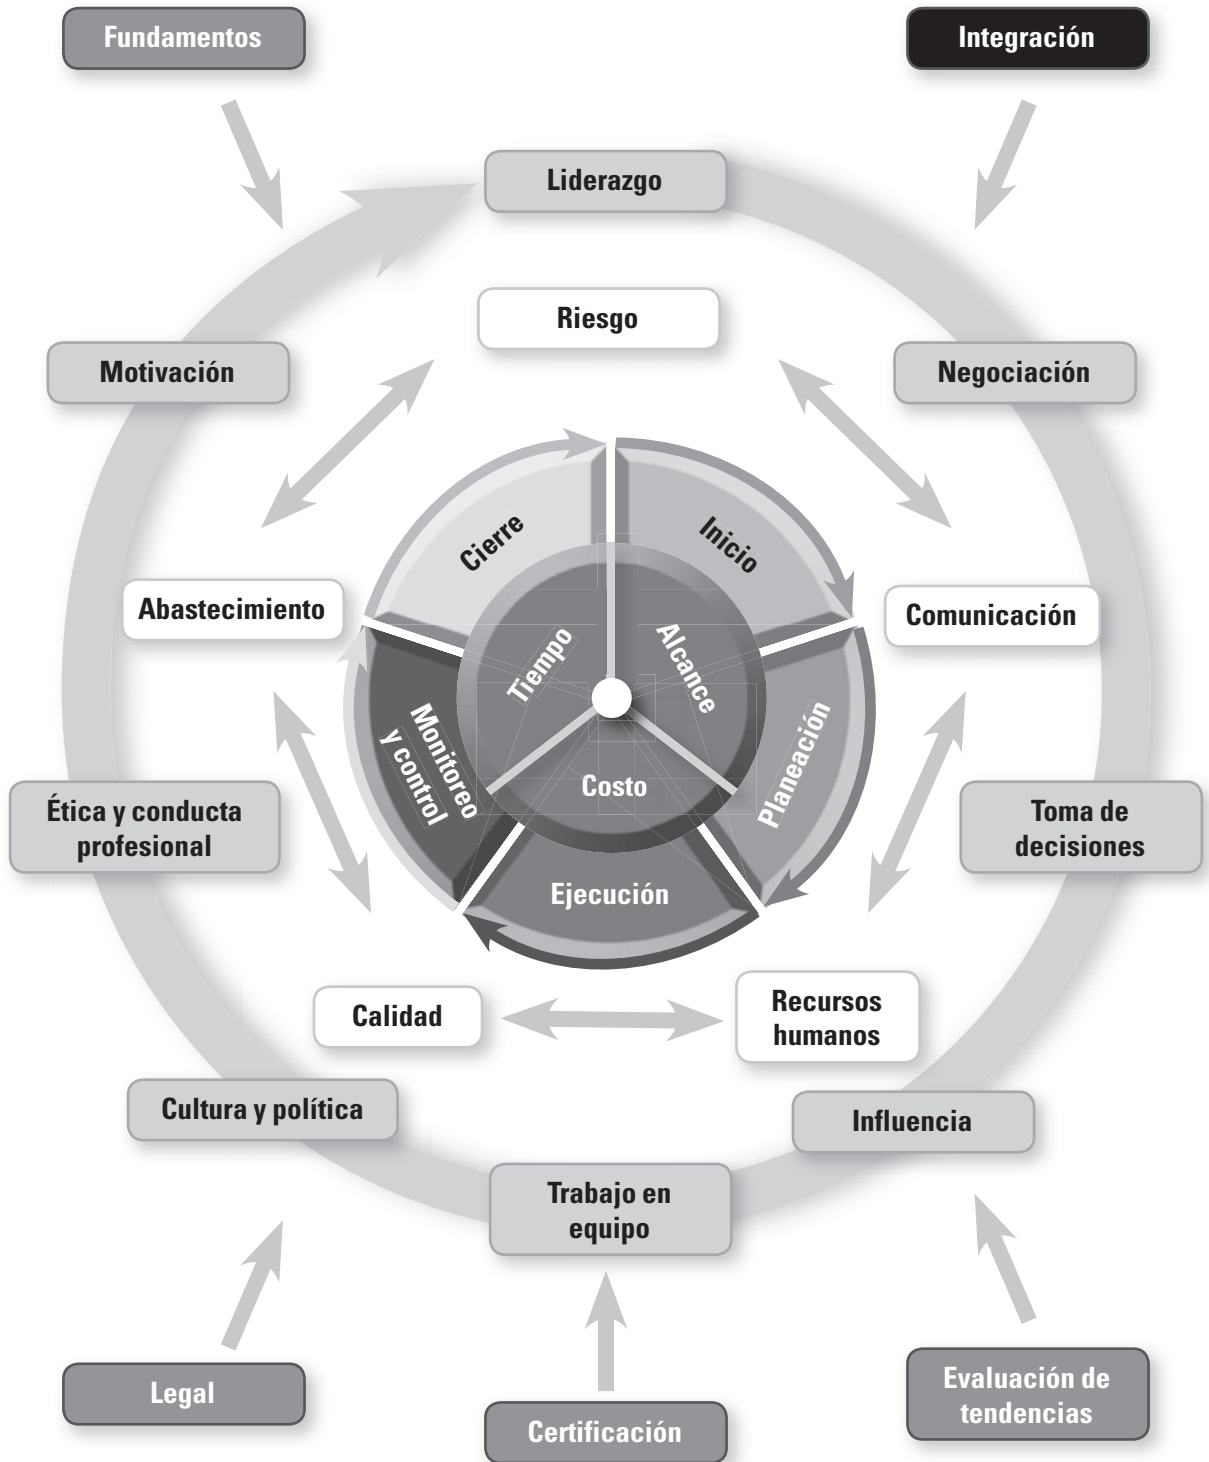 Fundamentos
Integración
Liderazgo
Riesgo
Motivación
Negociación
Cierre
Inicio
Abastecimiento
Comunicación
Tiempo
Alcance
Monitoreo
y control
Costo
Planeación
Ética y conducta
profesional
Toma de
decisiones
Ejecución
Calidad
Recursos
humanos
Cultura y política
Influencia
Trabajo en
equipo
Legal
Certificación
Evaluación de
tendencias